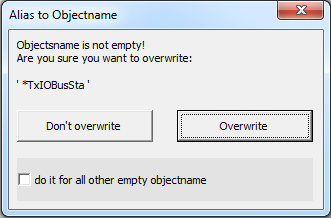 Alias to Objectname
Objectsname is not empty!
Are you sure you want to overwrite:
' *TxIOBusSta '
Don't overwrite
Overwrite
do it for all other empty objectname